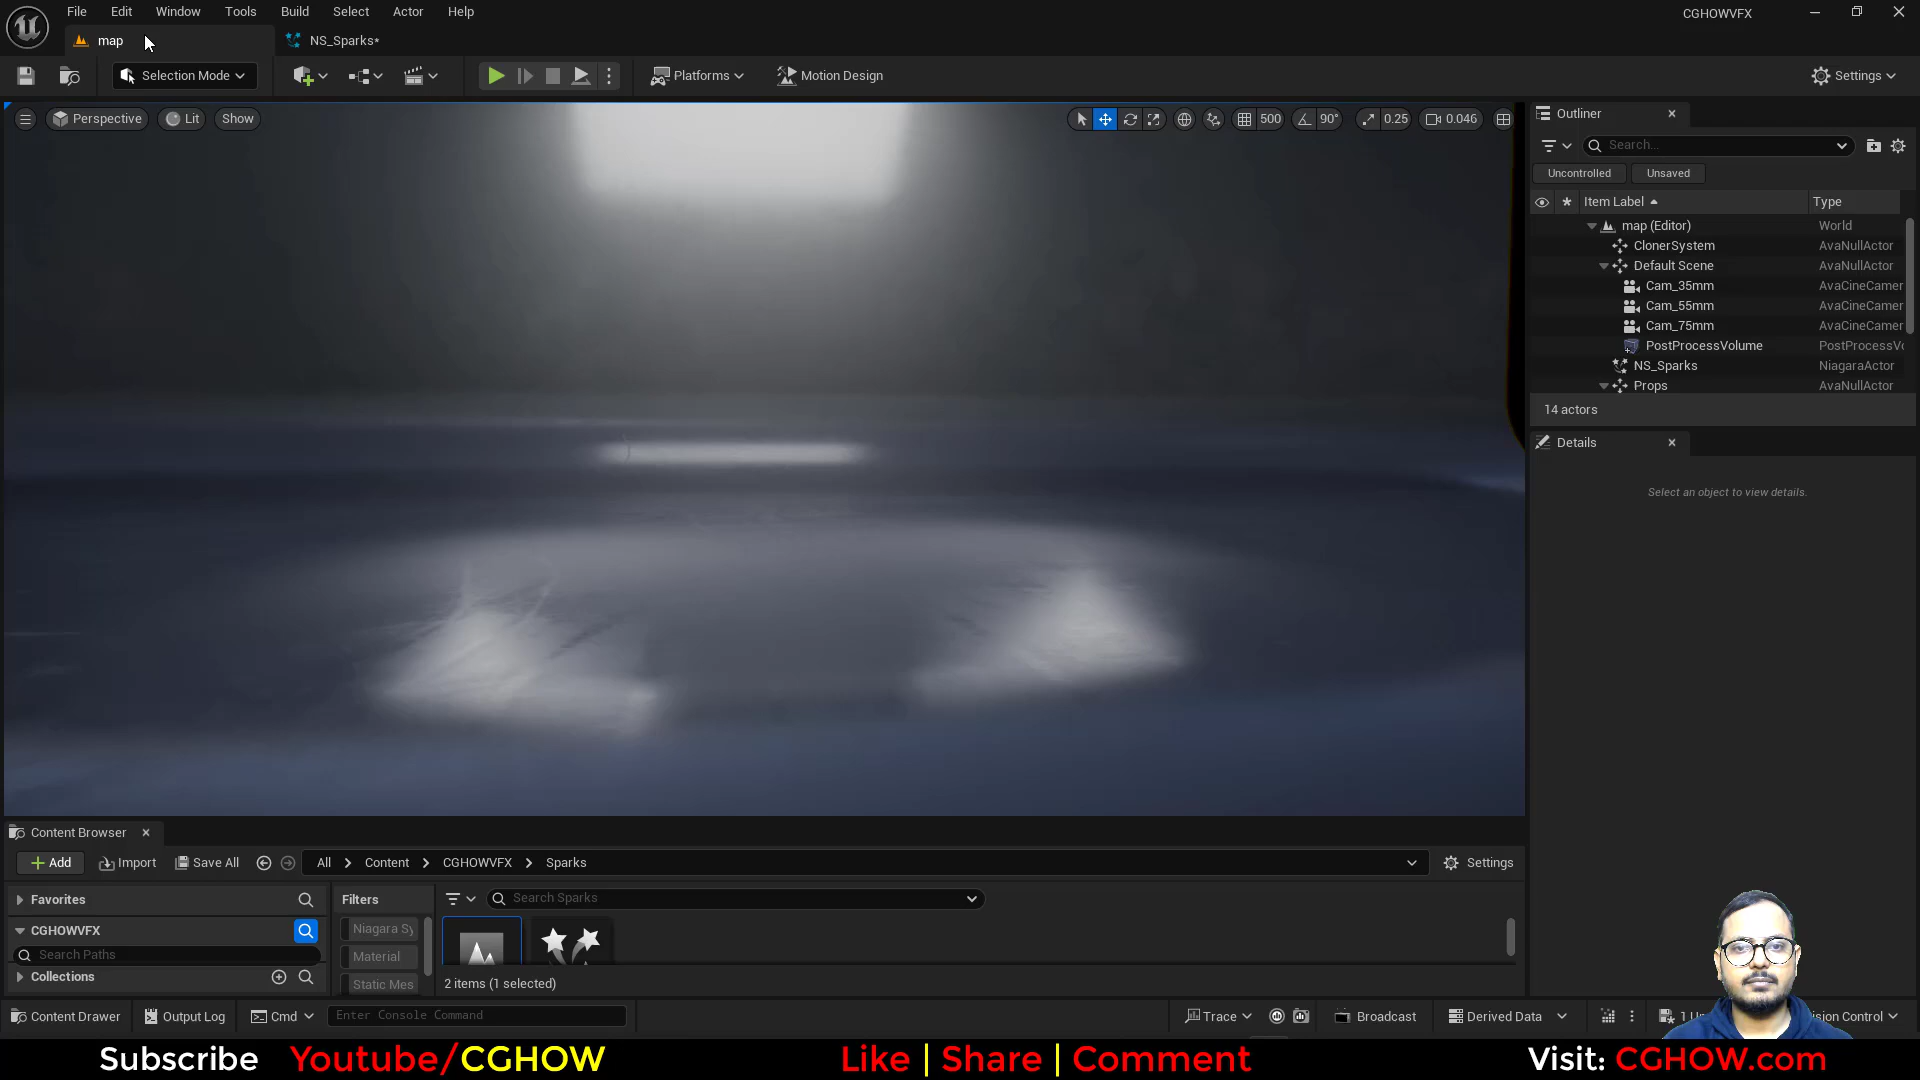 File Edit Window Tools Build Select Actor Help
CGHOWVFX
map
NS_Sparks*
Selection Mode
Platforms
Motion Design
Settings
Perspective
Lit
Show
500
90°
0.25
0.046
Outliner
Search...
Uncontrolled
Unsaved
Item Label
Type
map (Editor)
World
ClonerSystem
AvaNullActor
Default Scene
AvaNullActor
Cam_35mm
AvaCineCamer
Cam_55mm
AvaCineCamer
Cam_75mm
AvaCineCamer
PostProcessVolume
PostProcessVo
NS_Sparks
NiagaraActor
Props
AvaNullActor
14 actors
Details
Select an object to view details.
Content Browser
Add
Import
Save All
All
Content
CGHOWVFX
Sparks
Settings
Favorites
Filters
Search Sparks
CGHOWVFX
Search Paths
Collections
Niagara Sy
Material
Static Mes
2 items (1 selected)
Content Drawer
Output Log
Cmd
Enter Console Command
Trace
Broadcast
Derived Data
Control
Subscribe Youtube/CGHOW
Like | Share | Comment
Visit: CGHOW.com